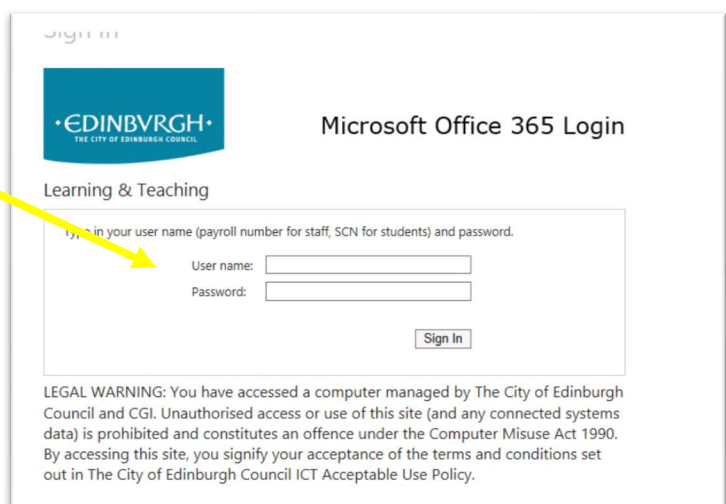 Sign In
·EDINBVRGH·
THE CITY OF EDINBURGH COUNCIL
Microsoft Office 365 Login
Learning & Teaching
Type in your user name (payroll number for staff, SCN for students) and password.
User name:
Password:
Sign In
LEGAL WARNING: You have accessed a computer managed by The City of Edinburgh
Council and CGI. Unauthorised access or use of this site (and any connected systems
data) is prohibited and constitutes an offence under the Computer Misuse Act 1990.
By accessing this site, you signify your acceptance of the terms and conditions set
out in The City of Edinburgh Council ICT Acceptable Use Policy.